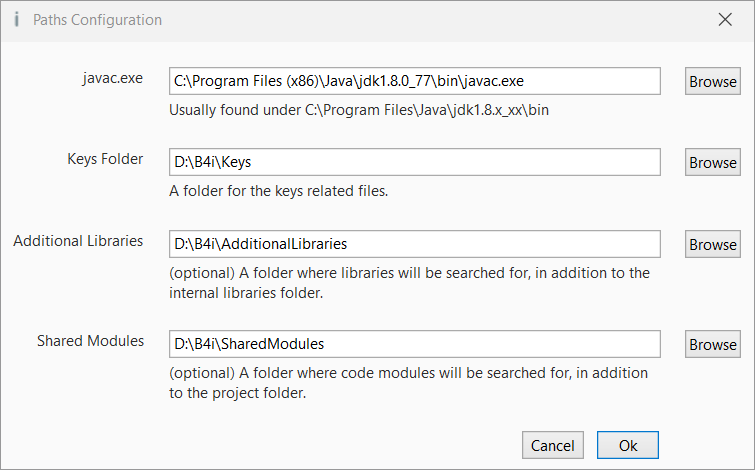 Paths Configuration
javac.exe
C:\Program Files (x86)\Java\jdk1.8.0_77\bin\javac.exe
Browse
Usually found under C:\Program Files\Java\jdk1.8.x_xx\bin
Keys Folder
D:\B4i\Keys
Browse
A folder for the keys related files.
Additional Libraries
D:\B4i\AdditionalLibraries
Browse
(optional) A folder where libraries will be searched for, in addition to the
internal libraries folder.
Shared Modules
D:\B4i\SharedModules
Browse
(optional) A folder where code modules will be searched for, in addition
to the project folder.
Cancel
Ok